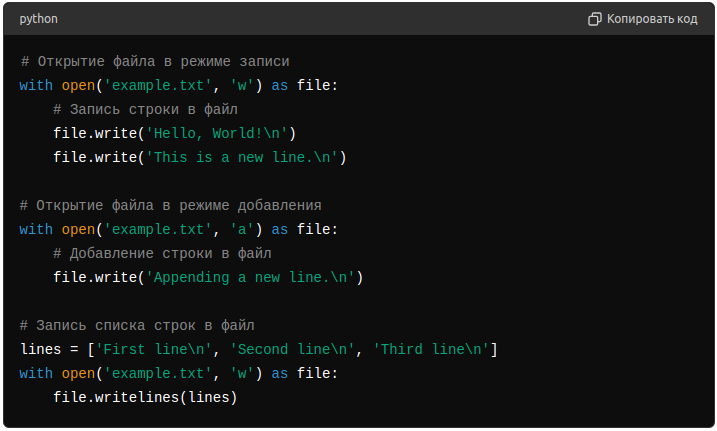 python
Копировать код
# Открытие файла в режиме записи
with open('example.txt', 'w') as file:
    # Запись строки в файл
    file.write('Hello, World!\n')
    file.write('This is a new line.\n')

# Открытие файла в режиме добавления
with open('example.txt', 'a') as file:
    # Добавление строки в файл
    file.write('Appending a new line.\n')

# Запись списка строк в файл
lines = ['First line\n', 'Second line\n', 'Third line\n']
with open('example.txt', 'w') as file:
    file.writelines(lines)